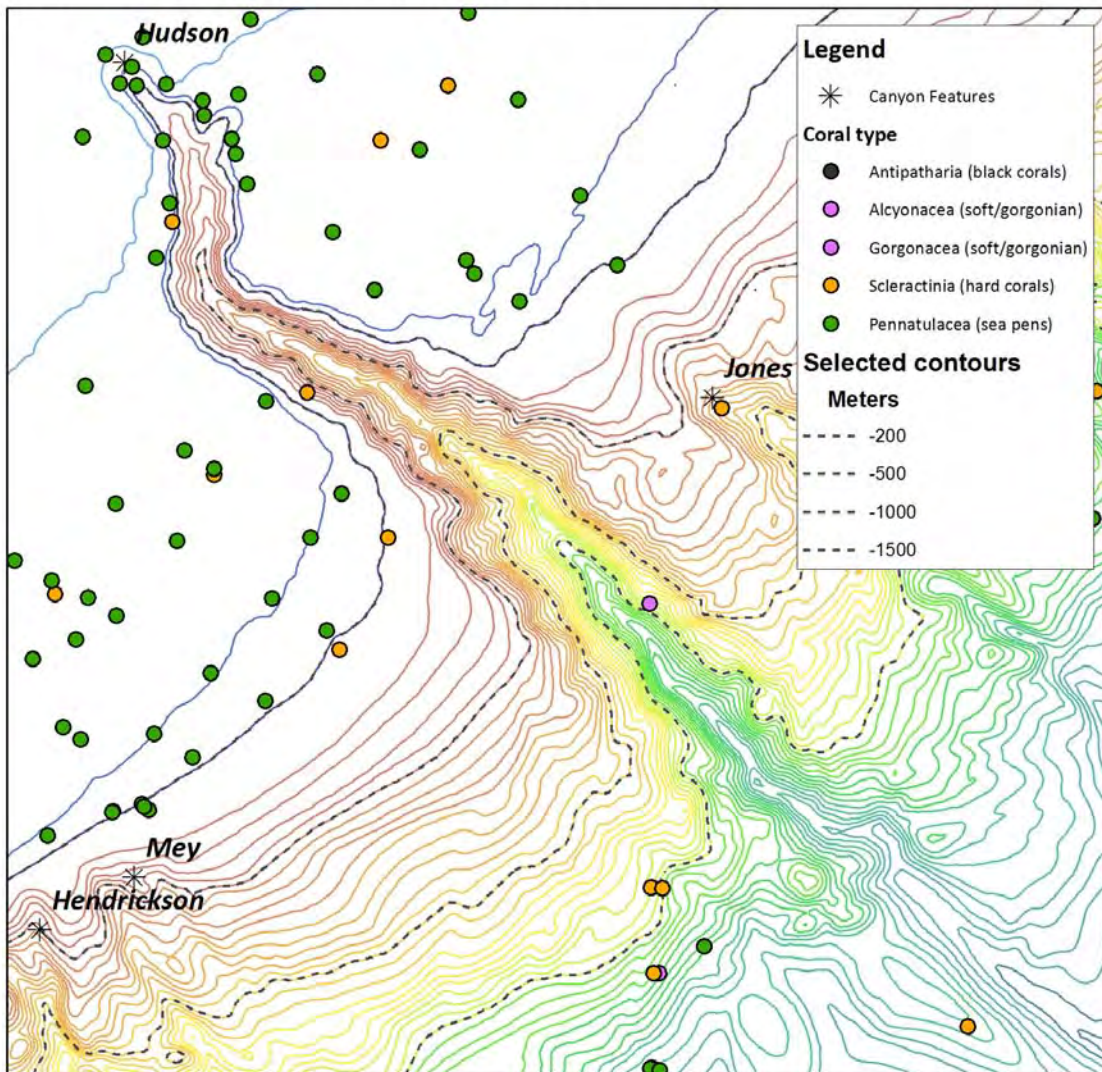 Hudson
Legend
Canyon Features
Coral type
Antipatharia (black corals)
Alcyonacea (soft/gorgonian)
Gorgonacea (soft/gorgonian)
Scleractinia (hard corals)
Pennatulacea (sea pens)
Selected contours
Meters
-200
-500
-1000
-1500
Jones
Mey
Hendrickson